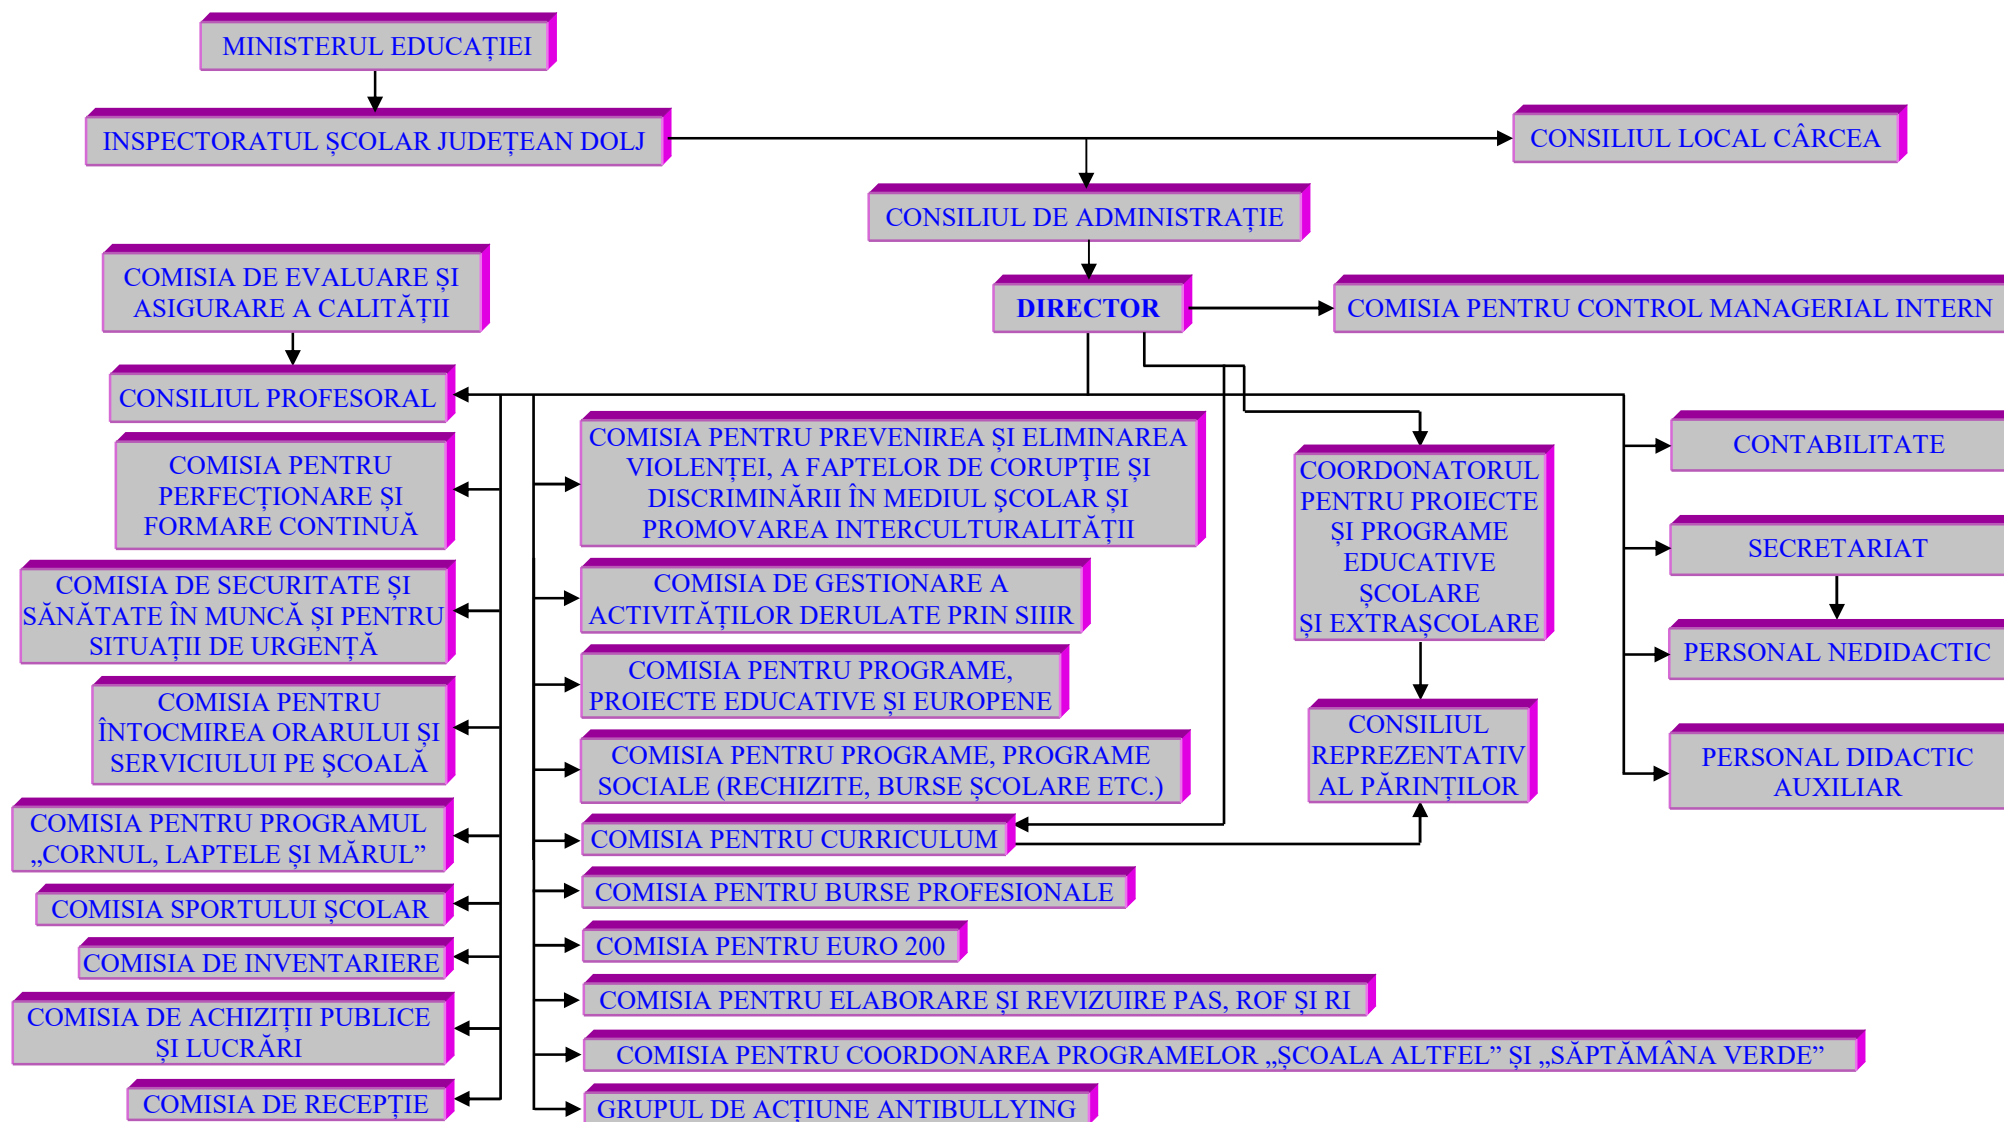 MINISTERUL EDUCAȚIEI
INSPECTORATUL ȘCOLAR JUDEȚEAN DOLJ
CONSILIUL LOCAL CÂRCEA
CONSILIUL DE ADMINISTRAȚIE
COMISIA DE EVALUARE ȘI
ASIGURARE A CALITĂȚII
DIRECTOR
COMISIA PENTRU CONTROL MANAGERIAL INTERN
CONSILIUL PROFESORAL
COMISIA PENTRU
PERFECȚIONARE ȘI
FORMARE CONTINUĂ
COMISIA DE SECURITATE ȘI
SĂNĂTATE ÎN MUNCĂ ȘI PENTRU
SITUAȚII DE URGENȚĂ
COMISIA PENTRU
ÎNTOCMIREA ORARULUI ȘI
SERVICIULUI PE ŞCOALĂ
COMISIA PENTRU PROGRAMUL
„CORNUL, LAPTELE ȘI MĂRUL”
COMISIA SPORTULUI ȘCOLAR
COMISIA DE INVENTARIERE
COMISIA DE ACHIZIȚII PUBLICE
ȘI LUCRĂRI
COMISIA DE RECEPȚIE
COMISIA PENTRU PREVENIREA ȘI ELIMINAREA
VIOLENȚEI, A FAPTELOR DE CORUPŢIE ȘI
DISCRIMINĂRII ÎN MEDIUL ŞCOLAR ȘI
PROMOVAREA INTERCULTURALITĂȚII
COMISIA DE GESTIONARE A
ACTIVITĂȚILOR DERULATE PRIN SIIIR
COMISIA PENTRU PROGRAME,
PROIECTE EDUCATIVE ȘI EUROPENE
COMISIA PENTRU PROGRAME, PROGRAME
SOCIALE (RECHIZITE, BURSE ȘCOLARE ETC.)
COMISIA PENTRU CURRICULUM
COMISIA PENTRU BURSE PROFESIONALE
COMISIA PENTRU EURO 200
COMISIA PENTRU ELABORARE ȘI REVIZUIRE PAS, ROF ȘI RI
COMISIA PENTRU COORDONAREA PROGRAMELOR „ȘCOALA ALTFEL” ȘI „SĂPTĂMÂNA VERDE”
GRUPUL DE ACȚIUNE ANTIBULLYING
COORDONATORUL
PENTRU PROIECTE
ȘI PROGRAME
EDUCATIVE
ȘCOLARE
ȘI EXTRAȘCOLARE
CONSILIUL
REPREZENTATIV
AL PĂRINȚILOR
CONTABILITATE
SECRETARIAT
PERSONAL NEDIDACTIC
PERSONAL DIDACTIC
AUXILIAR